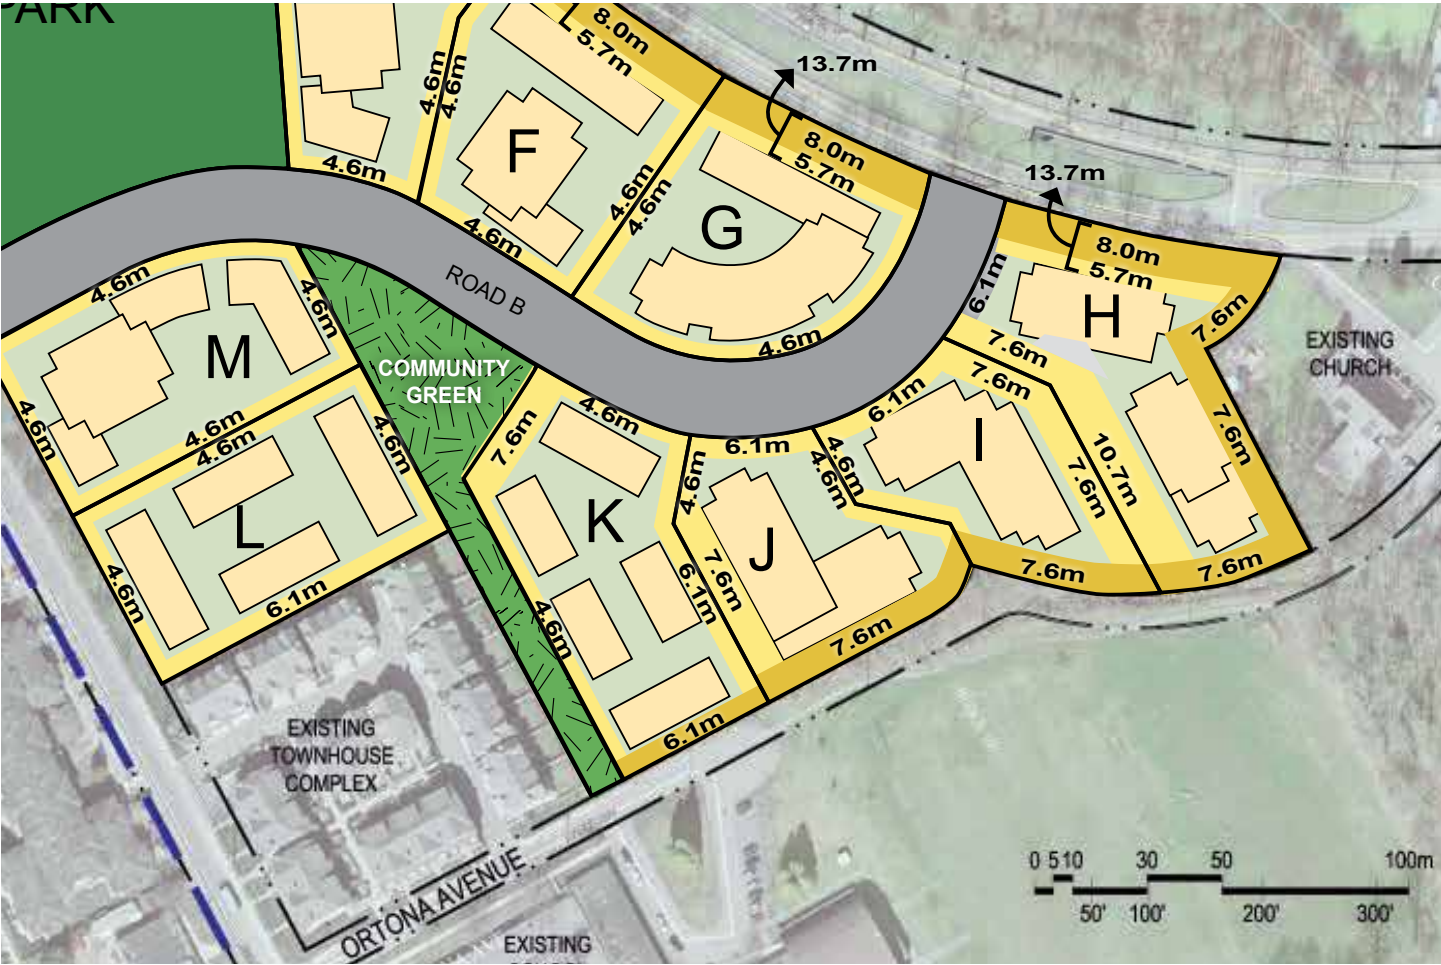 PARK
8.0m
5.7m
13.7m
4.6m
4.6m
F
8.0m
5.7m
4.6m
13.7m
4.6m
4.6m
G
4.6m
8.0m
5.7m
6.1m
H
7.6m
ROAD B
4.6m
4.6m
4.6m
M
7.6m
7.6m
EXISTING
CHURCH
COMMUNITY
GREEN
4.6m
4.6m
4.6m
4.6m
7.6m
4.6m
6.1m
6.1m
I
7.6m
10.7m
7.6m
4.6m
4.6m
4.6m
L
K
J
4.6m
6.1m
4.6m
6.1m
7.6m
7.6m
7.6m
7.6m
6.1m
EXISTING
TOWNHOUSE
COMPLEX
ORTONA AVENUE
EXISTING
0 5 10 30 50 100m
50' 100' 200' 300'